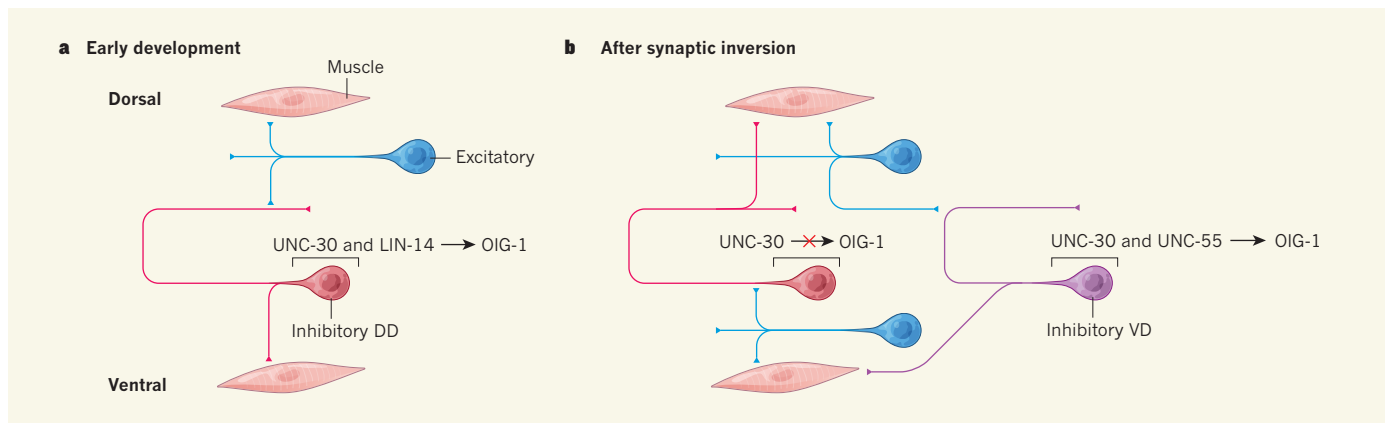 a Early development
Muscle
Dorsal
Excitatory
UNC-30 and LIN-14 → OIG-1
Inhibitory DD
Ventral
b After synaptic inversion
UNC-30 → OIG-1
UNC-30 and UNC-55 → OIG-1
Inhibitory VD